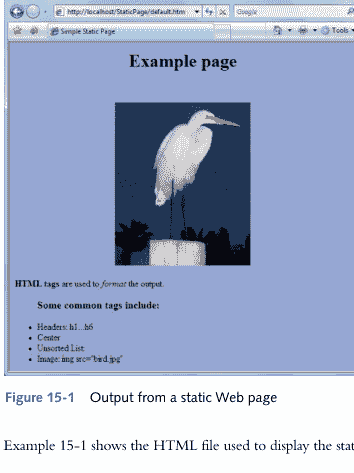 http://localhost/StaticPage/default.htm
Google
Simple Static Page
Tools
Example page
HTML tags are used to format the output.
Some common tags include:
Headers: h1...h6
Center
Unsorted List
Image: img src="bird.jpg"
Figure 15-1 Output from a static Web page
Example 15-1 shows the HTML file used to display the stat